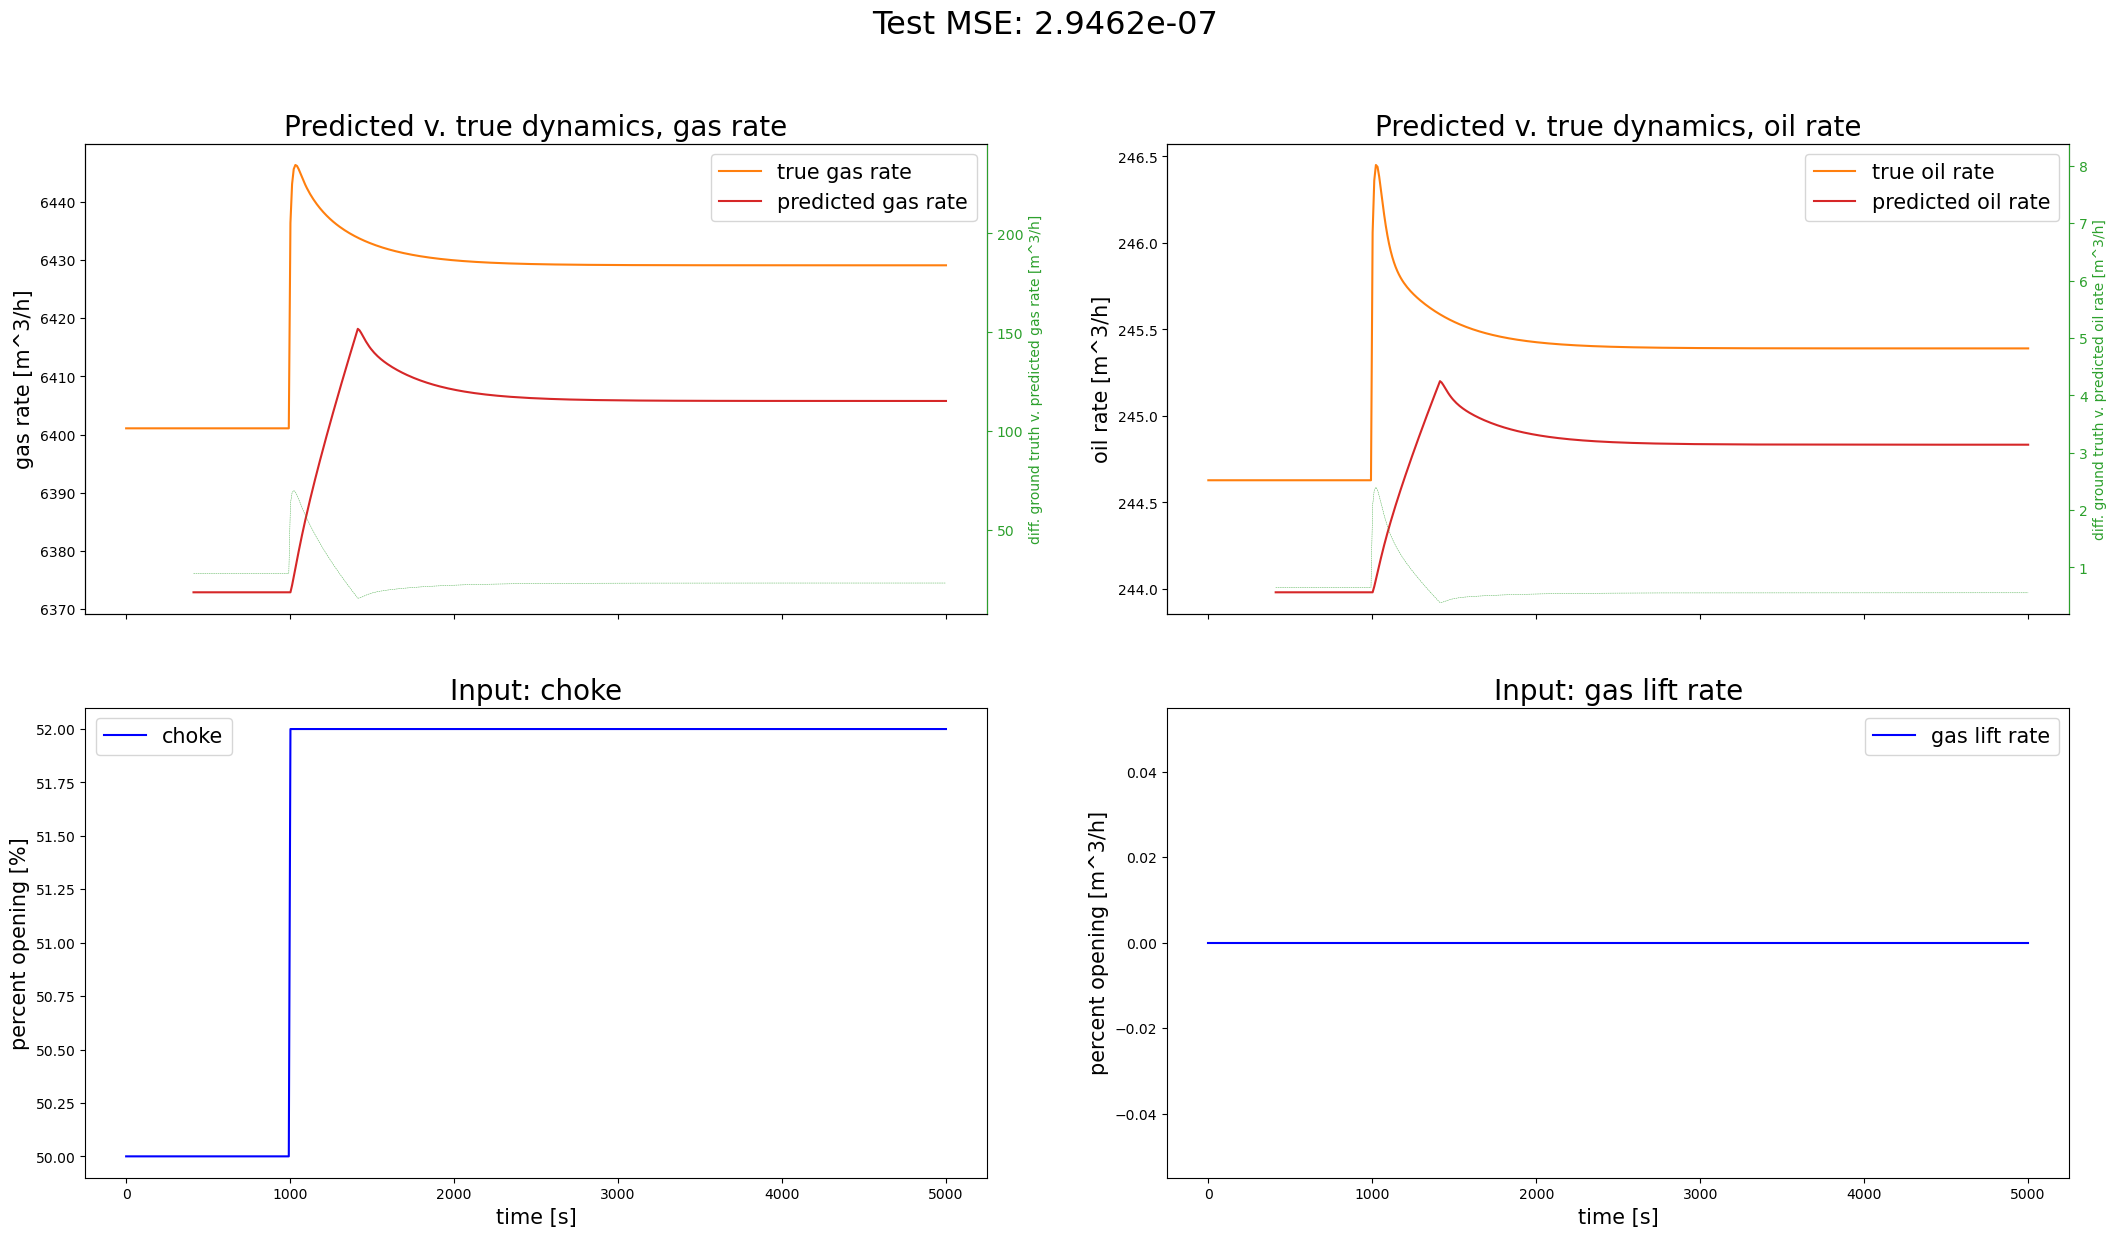 Test MSE: 2.9462e-07
Predicted v. true dynamics, gas rate
true gas rate
predicted gas rate
gas rate [m^3/h]
6440
6430
6420
6410
6400
6390
6380
6370
200
150
100
50
diff. ground truth v. predicted gas rate [m^3/h]
Predicted v. true dynamics, oil rate
true oil rate
predicted oil rate
oil rate [m^3/h]
246.5
246.0
245.5
245.0
244.5
244.0
8
7
6
5
4
3
2
1
diff. ground truth v. predicted oil rate [m^3/h]
Input: choke
choke
percent opening [%]
52.00
51.75
51.50
51.25
51.00
50.75
50.50
50.25
50.00
0 1000 2000 3000 4000 5000
time [s]
Input: gas lift rate
gas lift rate
percent opening [m^3/h]
0.04
0.02
0.00
−0.02
−0.04
0 1000 2000 3000 4000 5000
time [s]